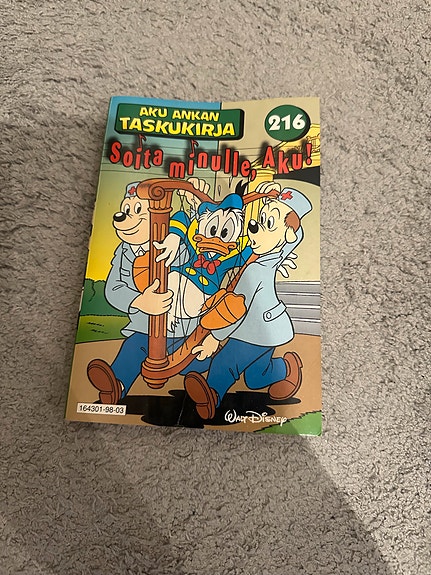 AKU ANKAN
TASKUKIRJA
216
Soita minulle, Aku!
164301-98-03
WALT DISNEY